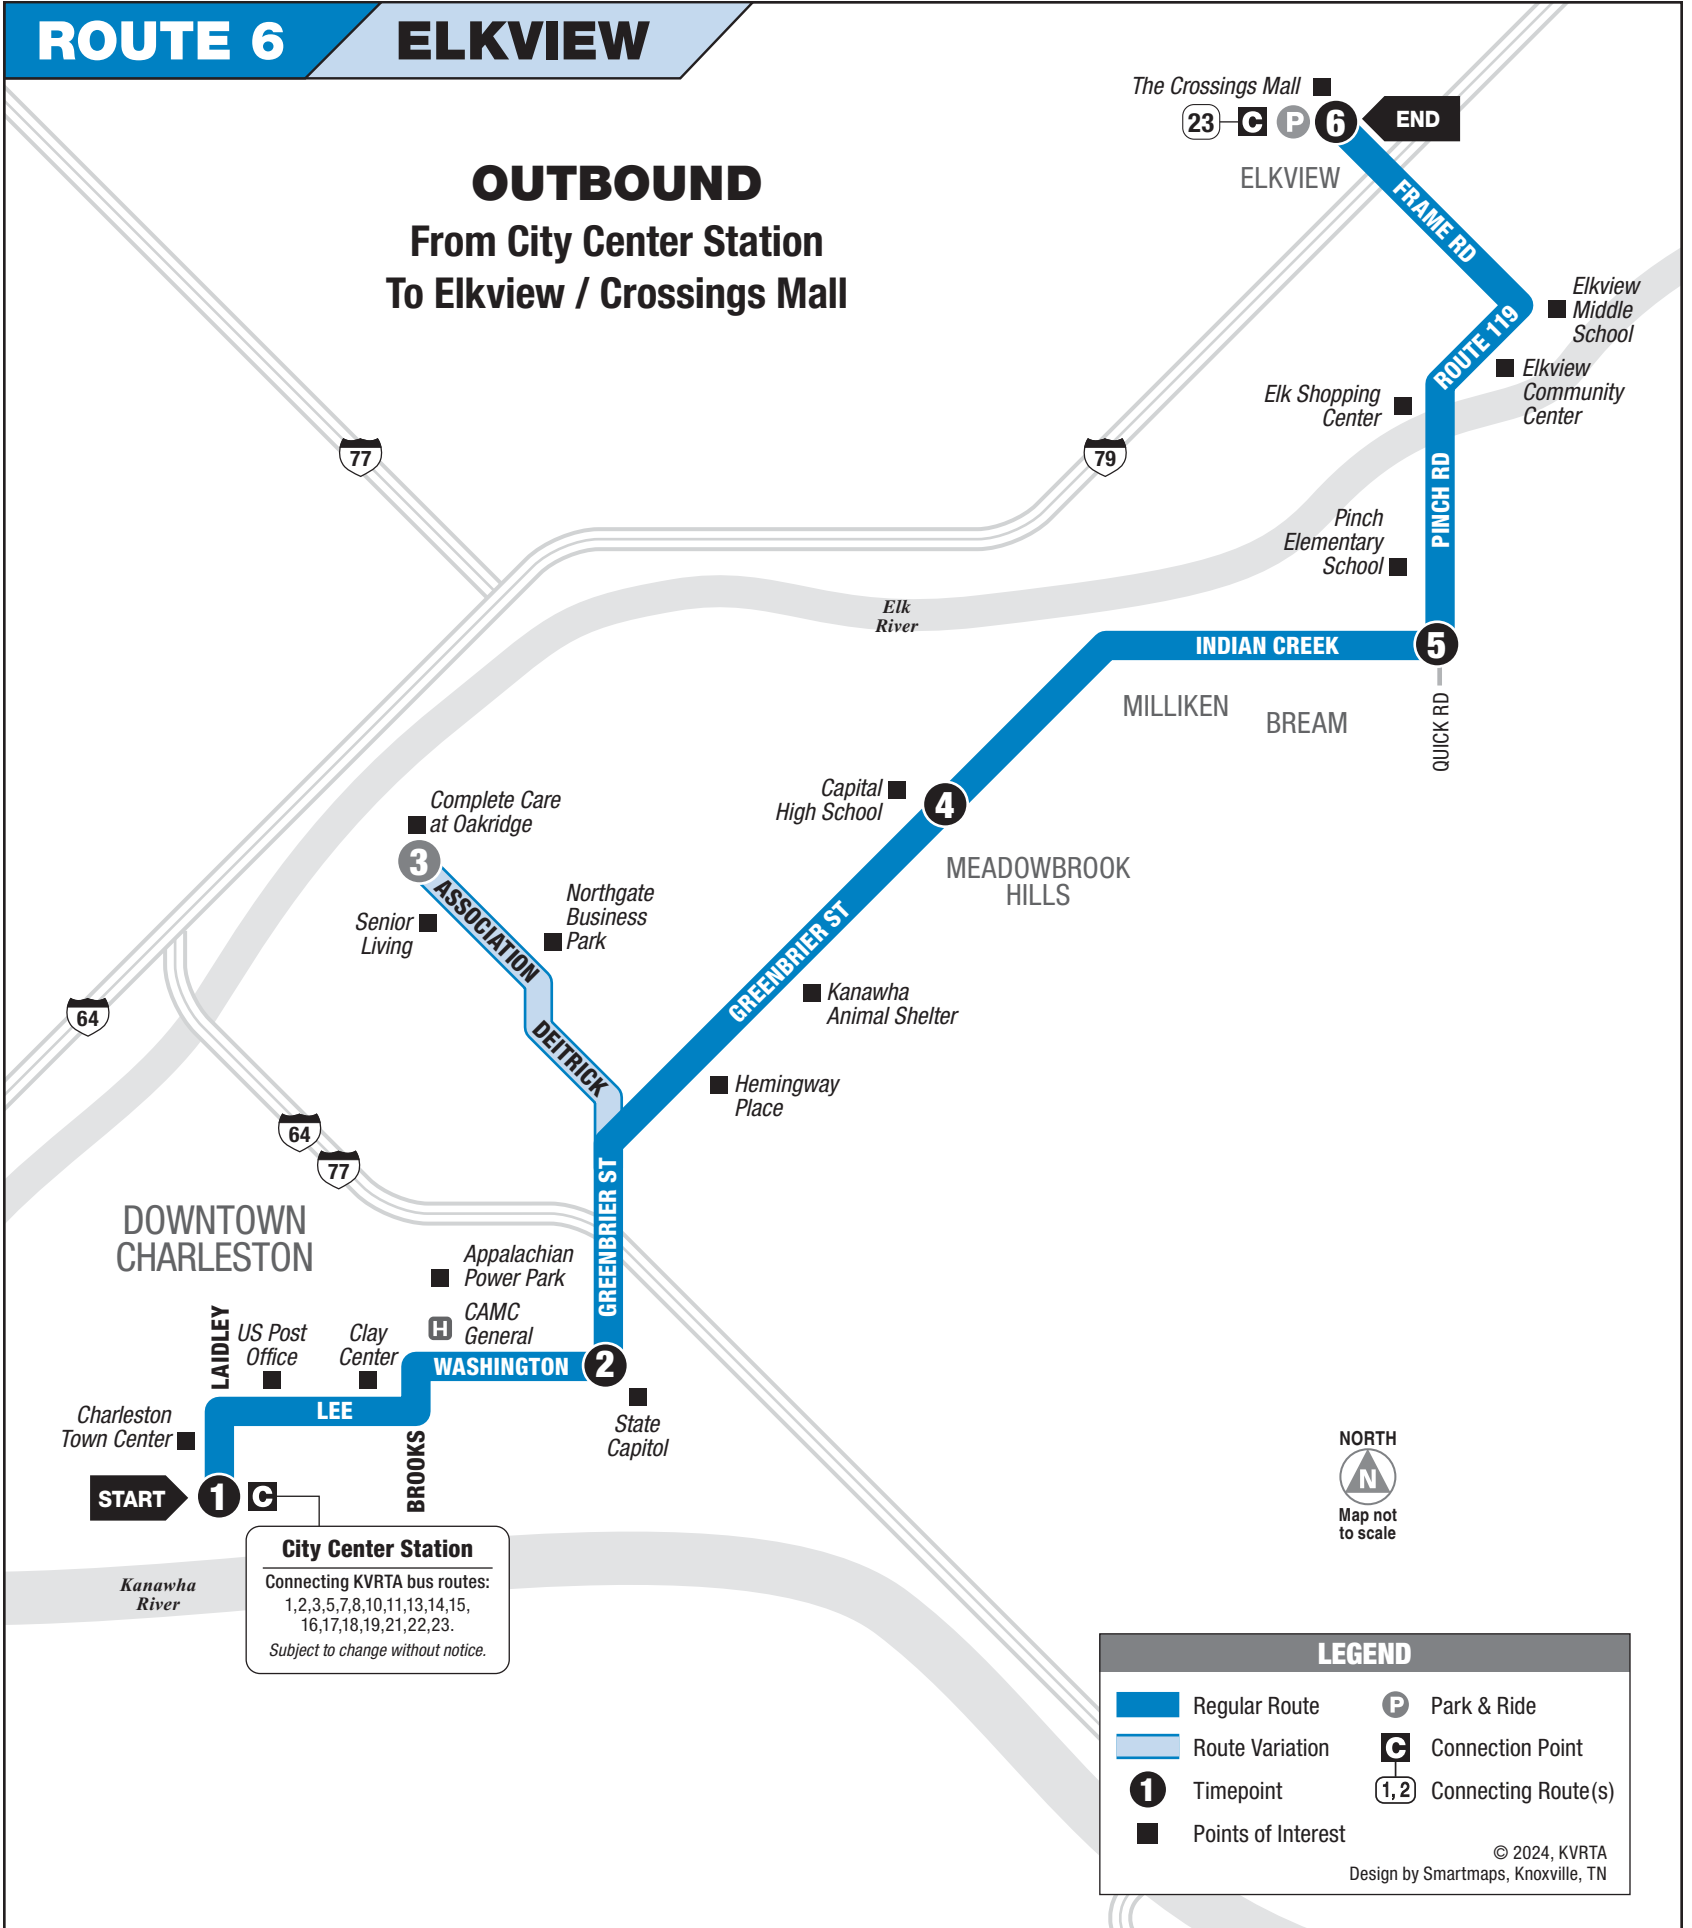 ROUTE 6
ELKVIEW
OUTBOUND
From City Center Station
To Elkview / Crossings Mall
The Crossings Mall
23
C
P
6
END
ELKVIEW
FRAME RD
Elkview
Middle
School
ROUTE 119
Elkview
Community
Center
Elk Shopping
Center
77
79
PINCH RD
Pinch
Elementary
School
Elk
River
INDIAN CREEK
5
QUICK RD
MILLIKEN
BREAM
Capital
High School
4
MEADOWBROOK
HILLS
Complete Care
at Oakridge
3
ASSOCIATION
Northgate
Business
Park
Senior
Living
GREENBRIER ST
Kanawha
Animal Shelter
64
DEITRICK
Hemingway
Place
64
77
GREENBRIER ST
DOWNTOWN
CHARLESTON
Appalachian
Power Park
H
CAMC
General
LAIDLEY
US Post
Office
Clay
Center
WASHINGTON
2
State
Capitol
LEE
Charleston
Town Center
BROOKS
START
1
C
City Center Station
Connecting KVRTA bus routes:
1,2,3,5,7,8,10,11,13,14,15,
16,17,18,19,21,22,23.
Subject to change without notice.
Kanawha
River
NORTH
N
Map not
to scale
LEGEND
Regular Route
P
Park & Ride
Route Variation
C
Connection Point
1
Timepoint
1, 2
Connecting Route(s)
Points of Interest
© 2024, KVRTA
Design by Smartmaps, Knoxville, TN